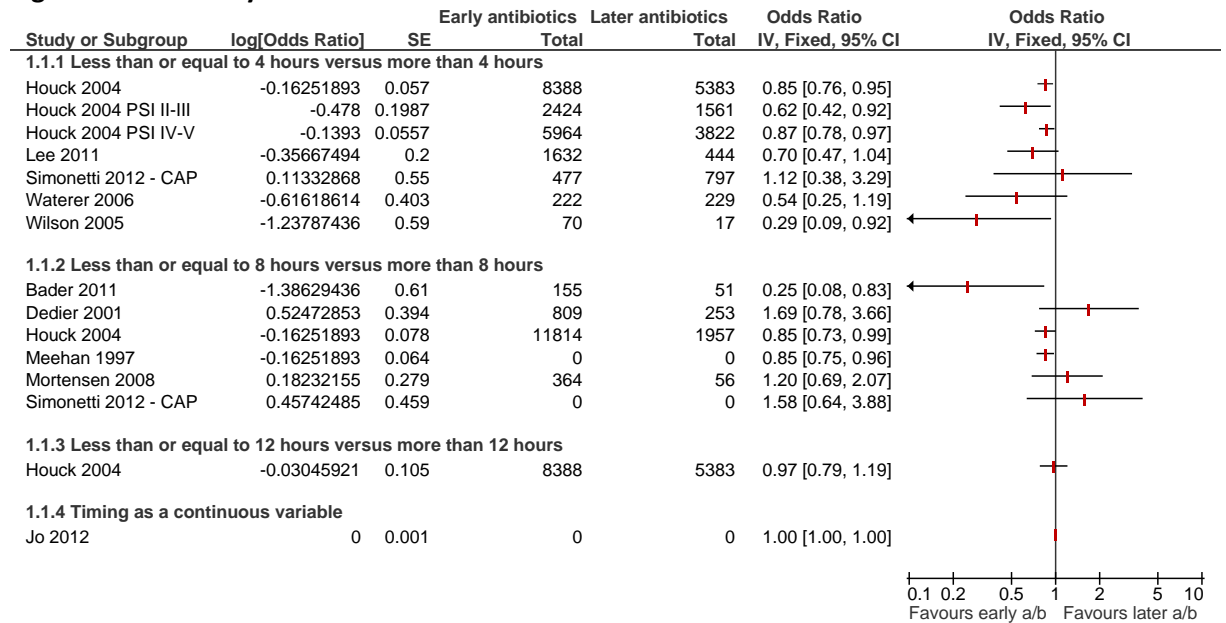 Early antibiotics Later antibiotics Odds Ratio Odds Ratio
Study or Subgroup log[Odds Ratio] SE Total Total IV, Fixed, 95% CI IV, Fixed, 95% CI
1.1.1 Less than or equal to 4 hours versus more than 4 hours
Houck 2004 -0.16251893 0.057 8388 5383 0.85 [0.76, 0.95]
Houck 2004 PSI II-III -0.478 0.1987 2424 1561 0.62 [0.42, 0.92]
Houck 2004 PSI IV-V -0.1393 0.0557 5964 3822 0.87 [0.78, 0.97]
Lee 2011 -0.35667494 0.2 1632 444 0.70 [0.47, 1.04]
Simonetti 2012 - CAP 0.11332868 0.55 477 797 1.12 [0.38, 3.29]
Waterer 2006 -0.61618614 0.403 222 229 0.54 [0.25, 1.19]
Wilson 2005 -1.23787436 0.59 70 17 0.29 [0.09, 0.92]
1.1.2 Less than or equal to 8 hours versus more than 8 hours
Bader 2011 -1.38629436 0.61 155 51 0.25 [0.08, 0.83]
Dedier 2001 0.52472853 0.394 809 253 1.69 [0.78, 3.66]
Houck 2004 -0.16251893 0.078 11814 1957 0.85 [0.73, 0.99]
Meehan 1997 -0.16251893 0.064 0 0 0.85 [0.75, 0.96]
Mortensen 2008 0.18232155 0.279 364 56 1.20 [0.69, 2.07]
Simonetti 2012 - CAP 0.45742485 0.459 0 0 1.58 [0.64, 3.88]
1.1.3 Less than or equal to 12 hours versus more than 12 hours
Houck 2004 -0.03045921 0.105 8388 5383 0.97 [0.79, 1.19]
1.1.4 Timing as a continuous variable
Jo 2012 0 0.001 0 0 1.00 [1.00, 1.00]
0.1 0.2 0.5 1 2 5 10
Favours early a/b Favours later a/b